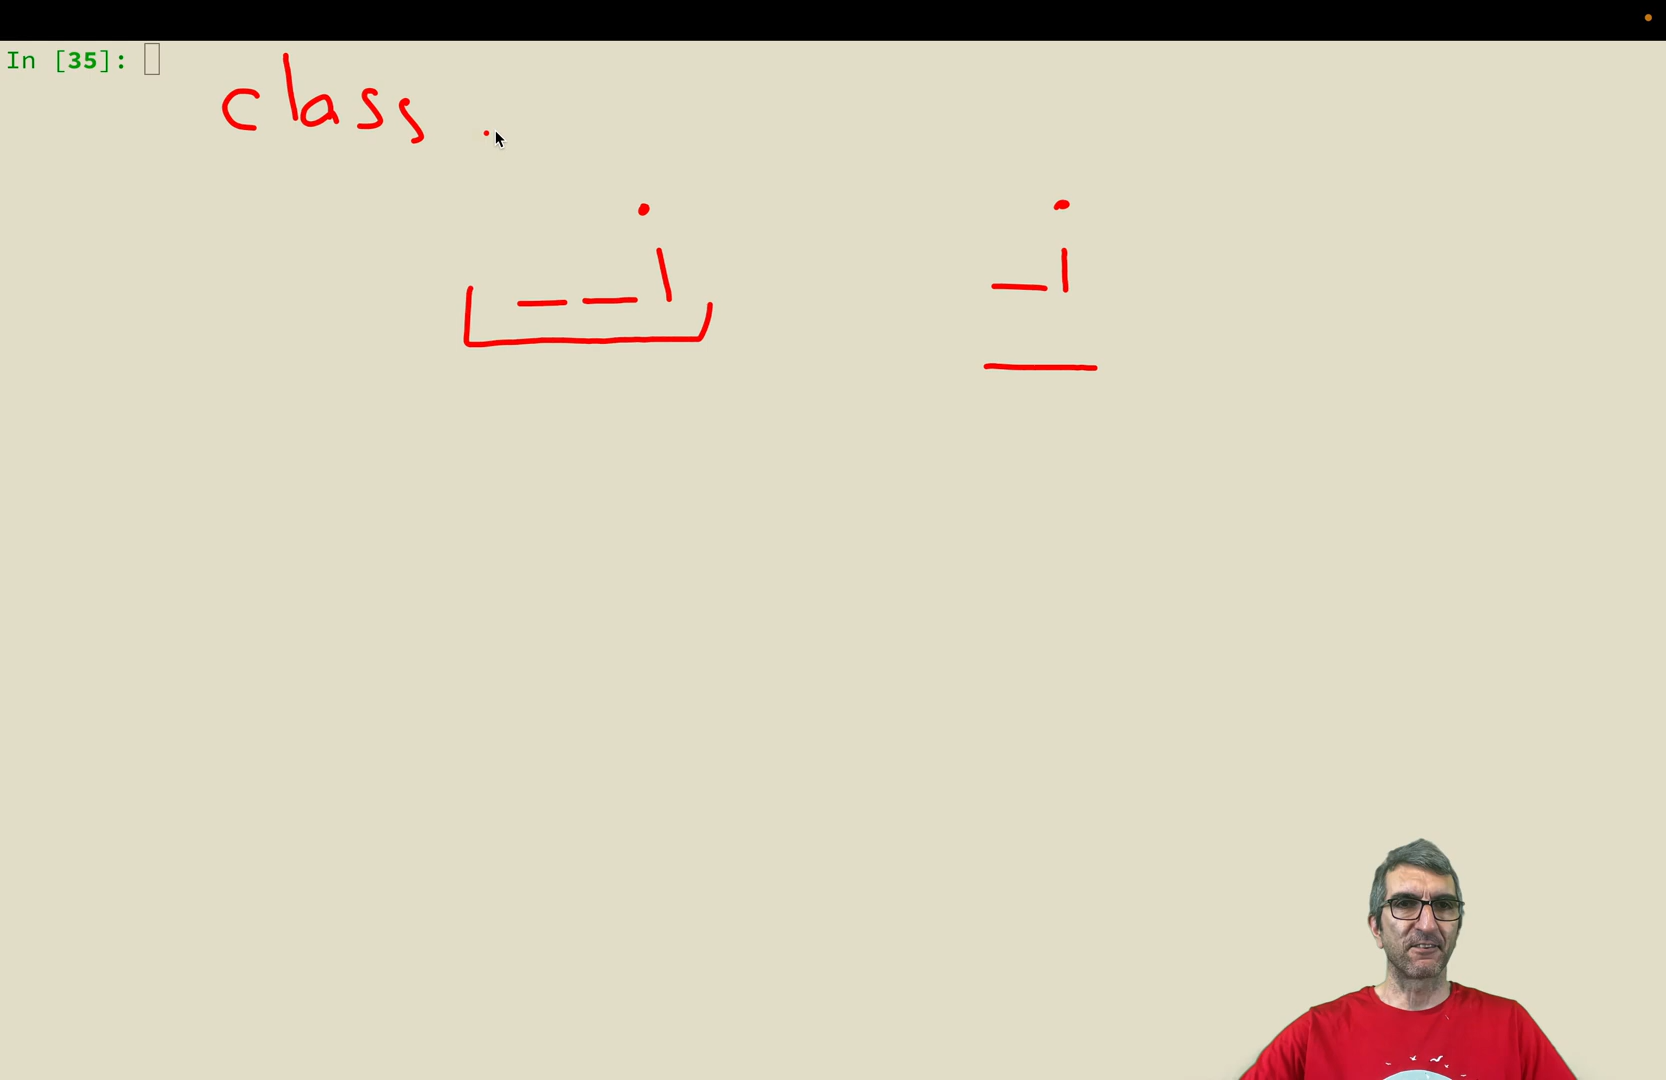 In [35]:
class .
__i _i